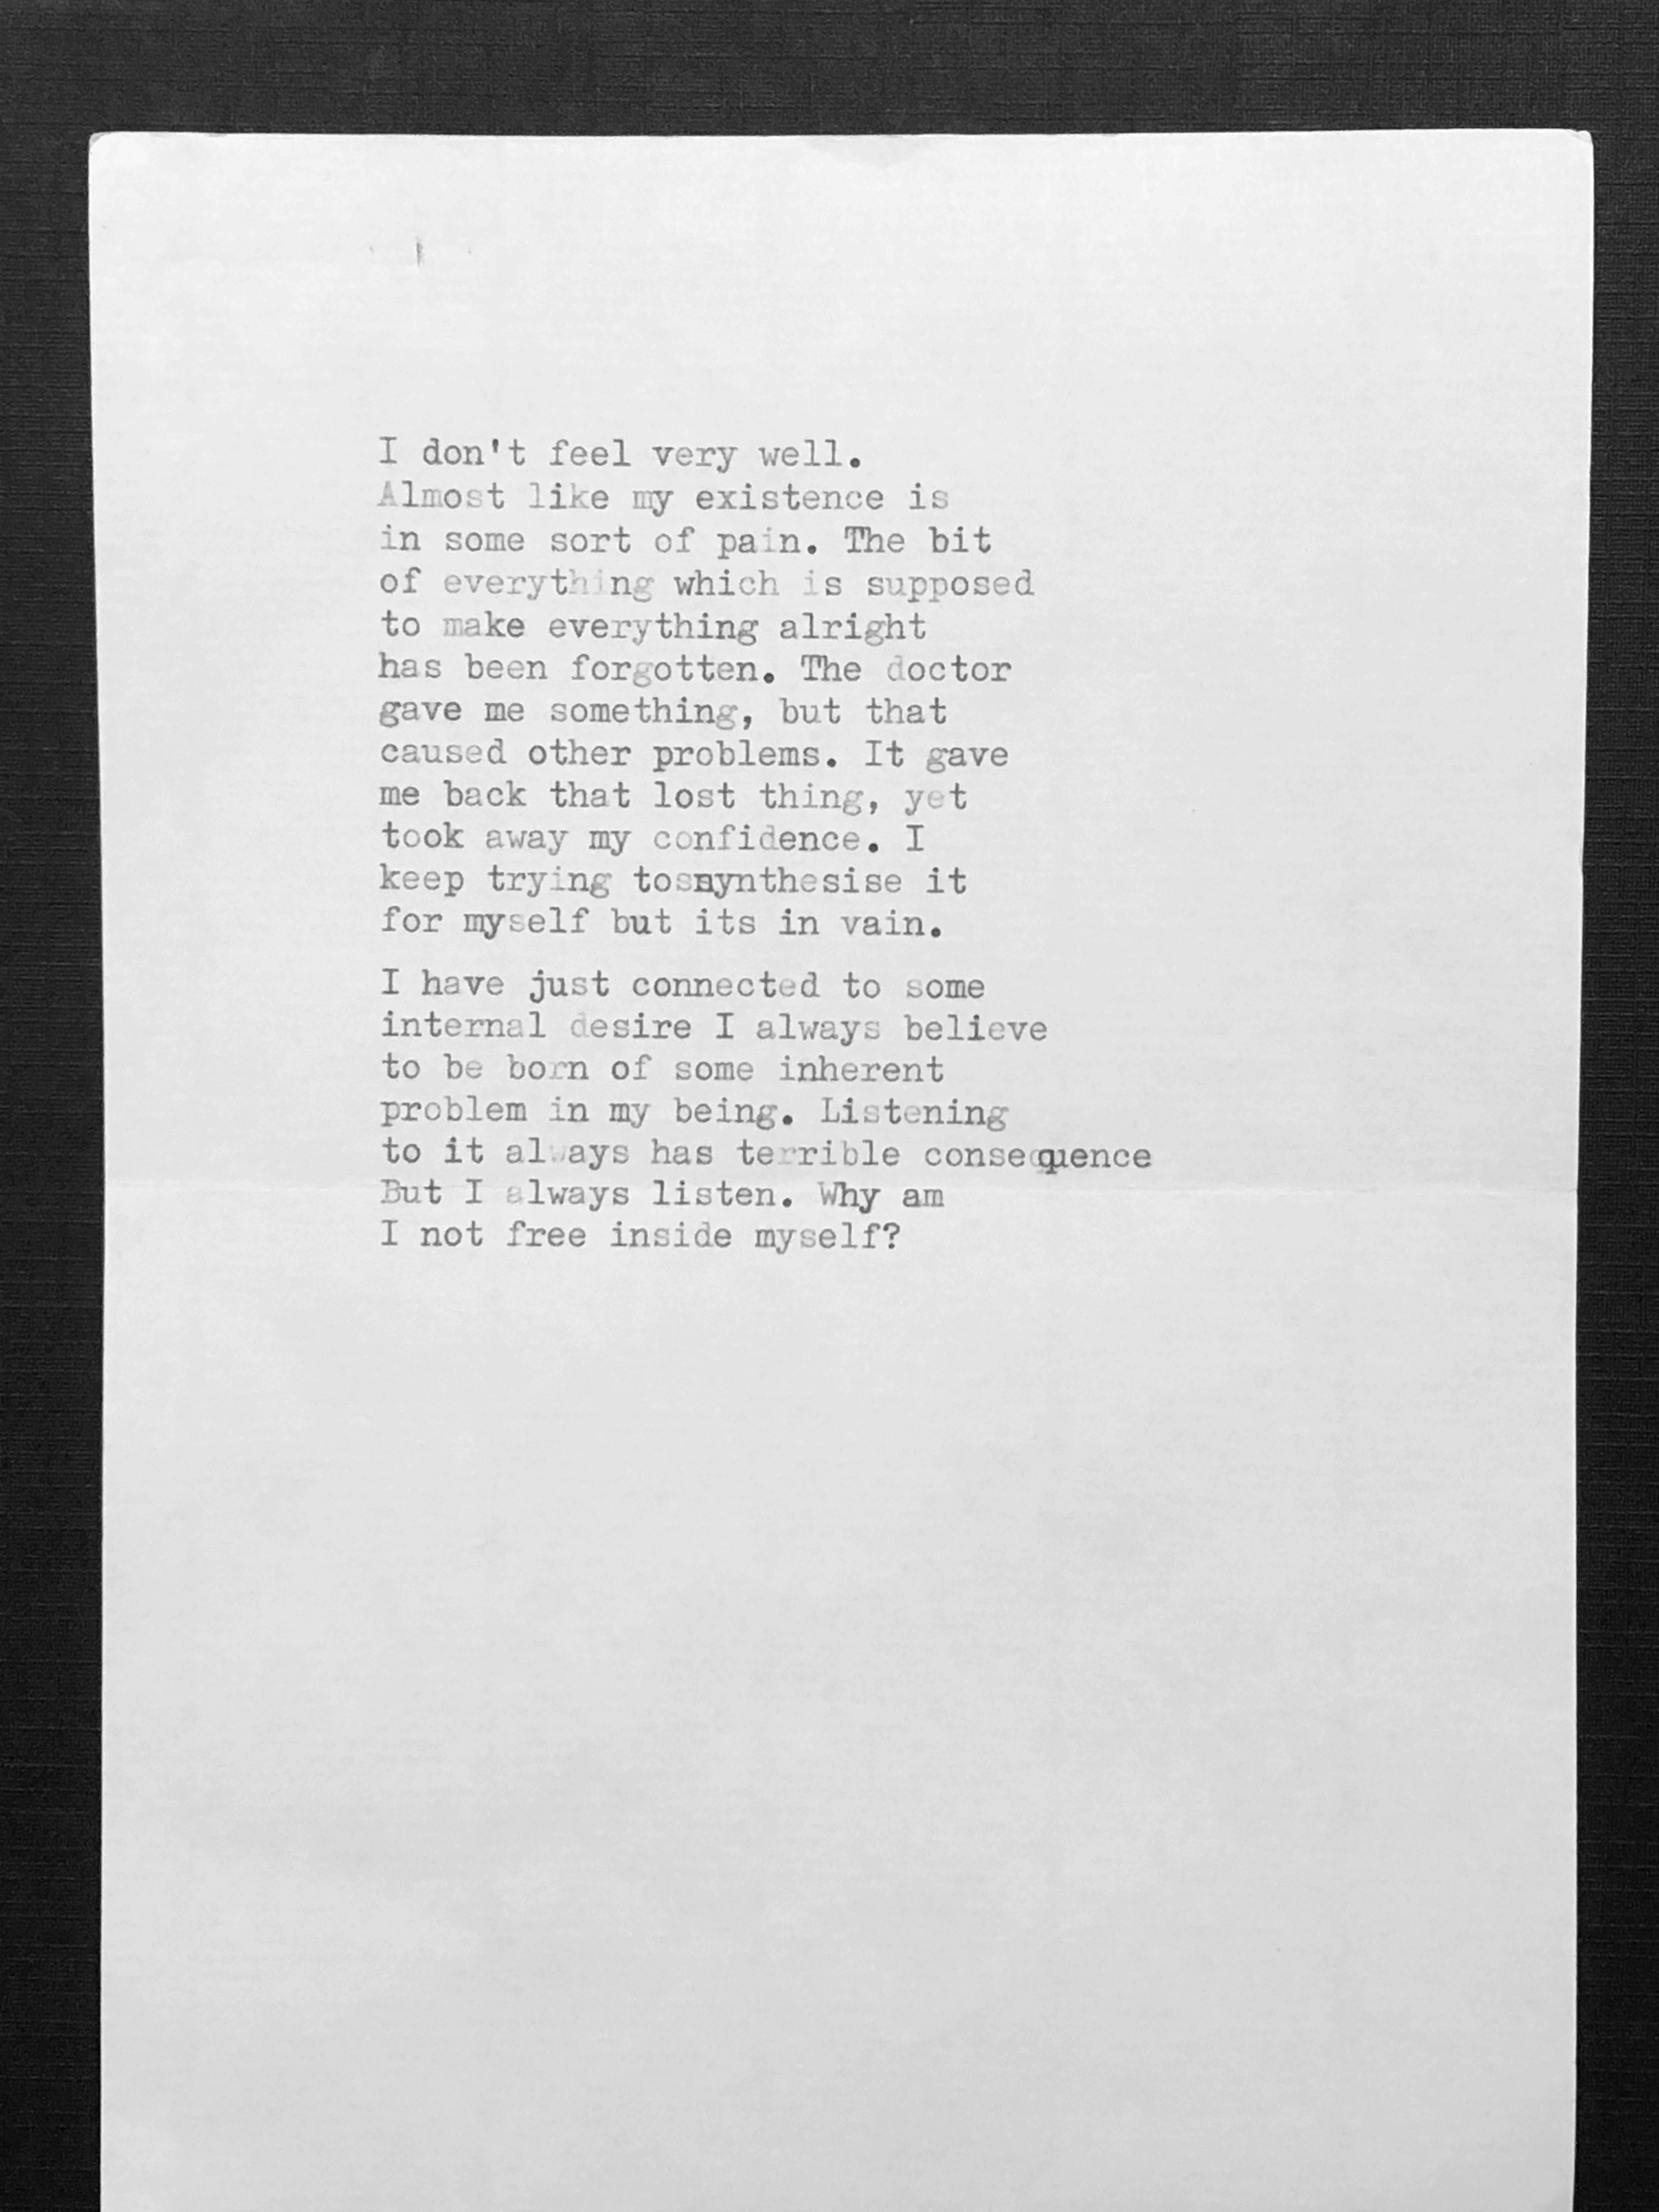 I don't feel very well.
Almost like my existence is
in some sort of pain. The bit
of everything which is supposed
to make everything alright
has been forgotten. The doctor
gave me something, but that
caused other problems. It gave
me back that lost thing, yet
took away my confidence. I
keep trying to synthesise it
for myself but its in vain.
I have just connected to some
internal desire I always believe
to be born of some inherent
problem in my being. Listening
to it always has terrible consequence
But I always listen. Why am
I not free inside myself?